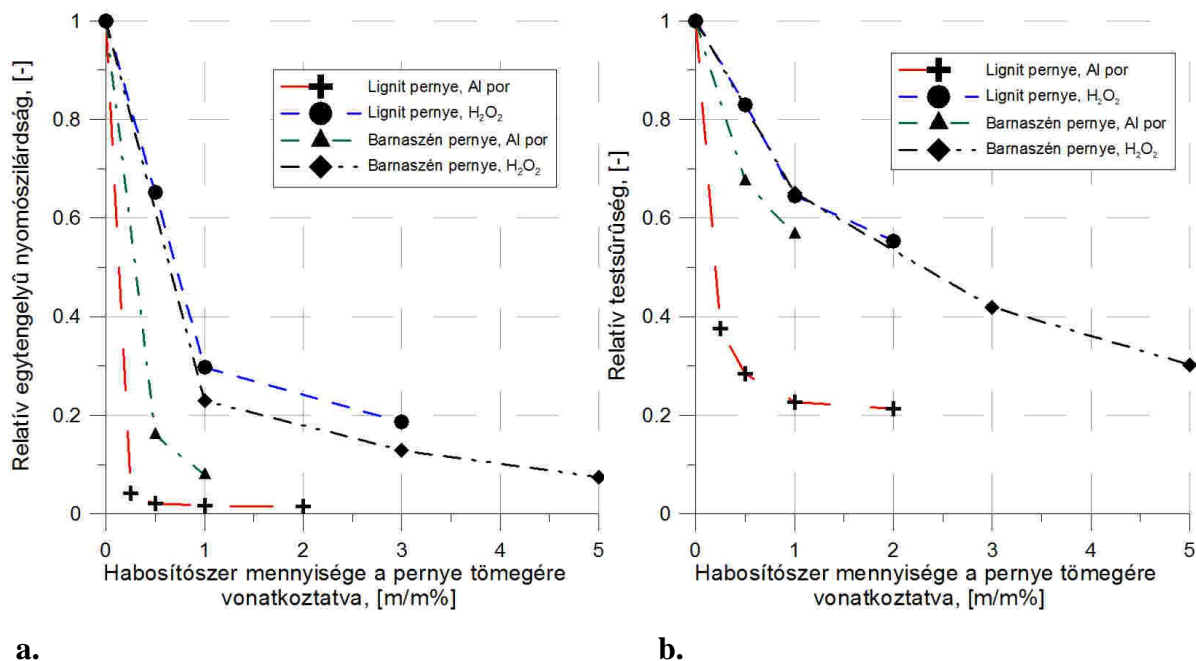 Relatív egytengelyû nyomószilárdság, [-]
1
0.8
0.6
0.4
0.2
0
0 1 2 3 4 5
Habosítószer mennyisége a pernye tömegére
vonatkoztatva, [m/m%]
Lignit pernye, Al por
Lignit pernye, H₂O₂
Barnaszén pernye, Al por
Barnaszén pernye, H₂O₂
a.
Relatív testsûrûség, [-]
1
0.8
0.6
0.4
0.2
0
0 1 2 3 4 5
Habosítószer mennyisége a pernye tömegére
vonatkoztatva, [m/m%]
Lignit pernye, Al por
Lignit pernye, H₂O₂
Barnaszén pernye, Al por
Barnaszén pernye, H₂O₂
b.